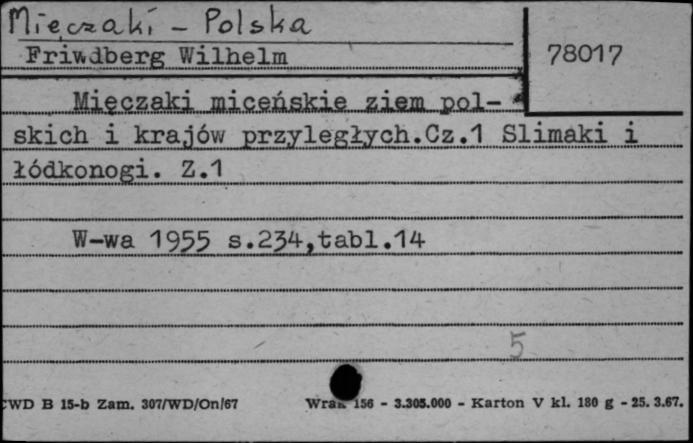 Mięczaki - Polska
Friwdberg Wilhelm
78017
Mięczaki miceńskie ziem pol-
skich i krajów przyległych.Cz.1 Slimaki i
łódkonogi. Z.1
W-wa 1955 s.234,tabl.14
5
CWD B 15-b Zam. 307/WD/On/67
156 - 3.305.000 - Karton V kl. 180 g - 25. 3.67.